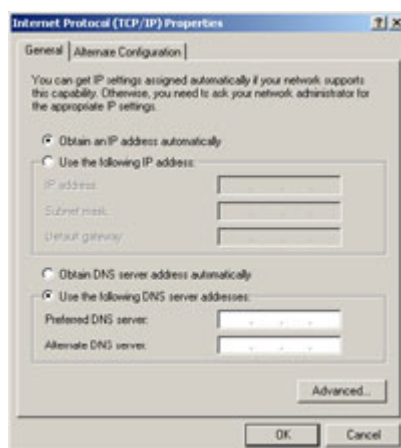 Internet Protocol (TCP/IP) Properties
General
Alternate Configuration
You can get IP settings assigned automatically if your network supports
this capability. Otherwise, you need to ask your network administrator for
the appropriate IP settings.
Obtain an IP address automatically
Use the following IP address:
IP address:
Subnet mask:
Default gateway:
Obtain DNS server address automatically
Use the following DNS server addresses:
Preferred DNS server:
Alternate DNS server:
Advanced...
OK
Cancel